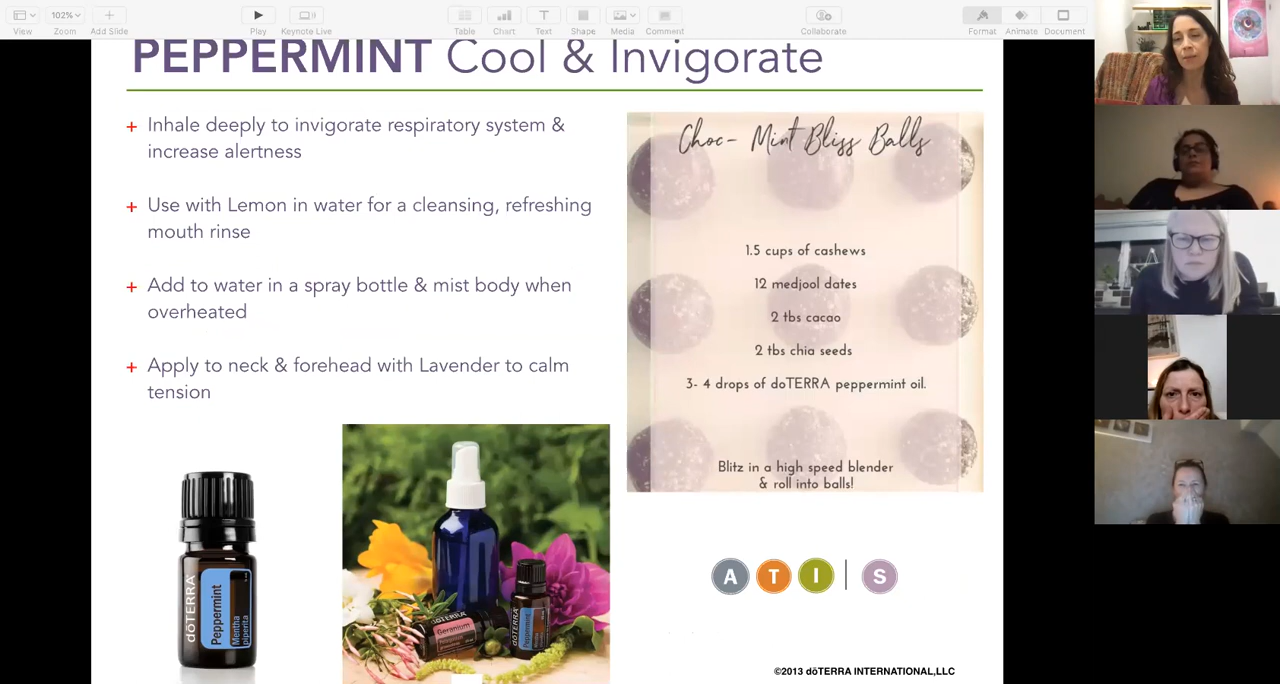 102%
View Zoom Add Slide Play Keynote Live Table Chart Text Shape Media Comment Collaborate Format Animate Document
PEPPERMINT Cool & Invigorate
+ Inhale deeply to invigorate respiratory system &
increase alertness
+ Use with Lemon in water for a cleansing, refreshing
mouth rinse
+ Add to water in a spray bottle & mist body when
overheated
+ Apply to neck & forehead with Lavender to calm
tension
Choc- Mint Bliss Balls
1.5 cups of cashews
12 medjool dates
2 tbs cacao
2 tbs chia seeds
3- 4 drops of doTERRA peppermint oil.
Blitz in a high speed blender
& roll into balls!
dōTERRA
Peppermint
Mentha
piperita
dōTERRA
Geranium
dōTERRA
Peppermint
A T I | S
©2013 dōTERRA INTERNATIONAL,LLC